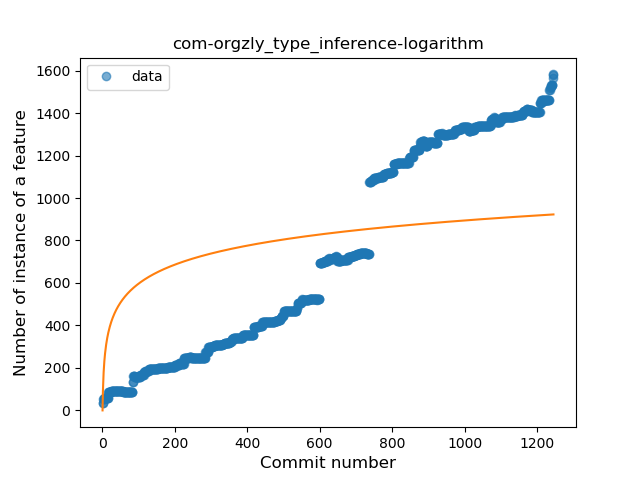 com-orgzly_type_inference-logarithm
data
Number of instance of a feature
1600
1400
1200
1000
800
600
400
200
0
0 200 400 600 800 1000 1200
Commit number